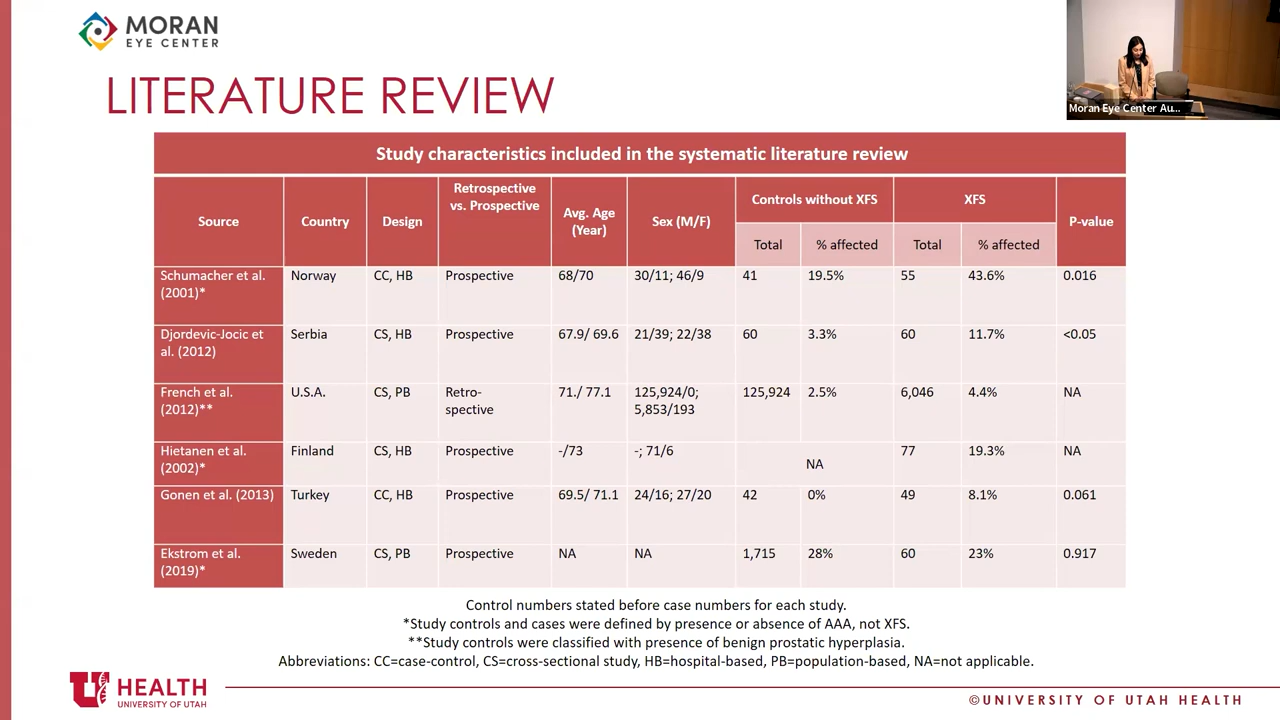 MORAN
EYE CENTER
LITERATURE REVIEW
Moran Eye Center Au...
Study characteristics included in the systematic literature review
Source Country Design Retrospective vs. Prospective Avg. Age (Year) Sex (M/F) Controls without XFS XFS P-value
Total % affected Total % affected
Schumacher et al. (2001)* Norway CC, HB Prospective 68/70 30/11; 46/9 41 19.5% 55 43.6% 0.016
Djordevic-Jocic et al. (2012) Serbia CS, HB Prospective 67.9/ 69.6 21/39; 22/38 60 3.3% 60 11.7% <0.05
French et al. (2012)** U.S.A. CS, PB Retro-spective 71./ 77.1 125,924/0; 5,853/193 125,924 2.5% 6,046 4.4% NA
Hietanen et al. (2002)* Finland CS, HB Prospective -/73 -; 71/6 NA 77 19.3% NA
Gonen et al. (2013) Turkey CC, HB Prospective 69.5/ 71.1 24/16; 27/20 42 0% 49 8.1% 0.061
Ekstrom et al. (2019)* Sweden CS, PB Prospective NA NA 1,715 28% 60 23% 0.917
Control numbers stated before case numbers for each study.
*Study controls and cases were defined by presence or absence of AAA, not XFS.
**Study controls were classified with presence of benign prostatic hyperplasia.
Abbreviations: CC=case-control, CS=cross-sectional study, HB=hospital-based, PB=population-based, NA=not applicable.
U HEALTH
UNIVERSITY OF UTAH
©UNIVERSITY OF UTAH HEALTH